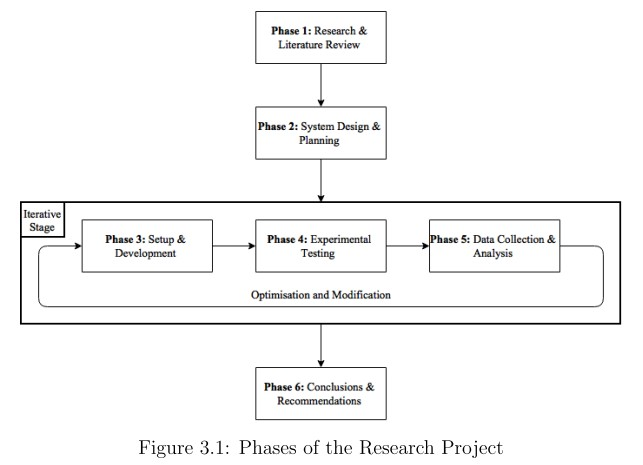 Phase 1: Research &
Literature Review
Phase 2: System Design &
Planning
Iterative
Stage
Phase 3: Setup &
Development
Phase 4: Experimental
Testing
Phase 5: Data Collection &
Analysis
Optimisation and Modification
Phase 6: Conclusions &
Recommendations
Figure 3.1: Phases of the Research Project